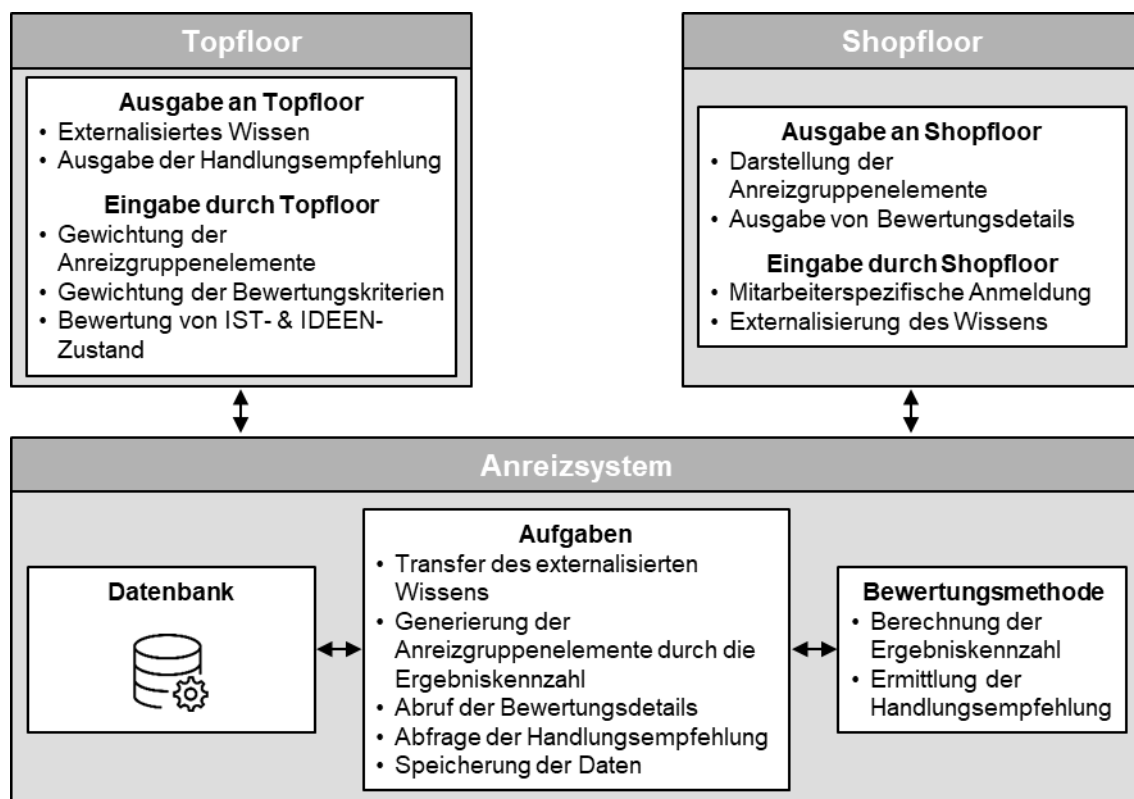 Topfloor
Ausgabe an Topfloor
• Externalisiertes Wissen
• Ausgabe der Handlungsempfehlung
Eingabe durch Topfloor
• Gewichtung der
Anreizgruppenelemente
• Gewichtung der Bewertungskriterien
• Bewertung von IST- & IDEEN-
Zustand
Shopfloor
Ausgabe an Shopfloor
• Darstellung der
Anreizgruppenelemente
• Ausgabe von Bewertungsdetails
Eingabe durch Shopfloor
• Mitarbeiterspezifische Anmeldung
• Externalisierung des Wissens
Anreizsystem
Datenbank
Aufgaben
• Transfer des externalisierten
Wissens
• Generierung der
Anreizgruppenelemente durch die
Ergebniskennzahl
• Abruf der Bewertungsdetails
• Abfrage der Handlungsempfehlung
• Speicherung der Daten
Bewertungsmethode
• Berechnung der
Ergebniskennzahl
• Ermittlung der
Handlungsempfehlung